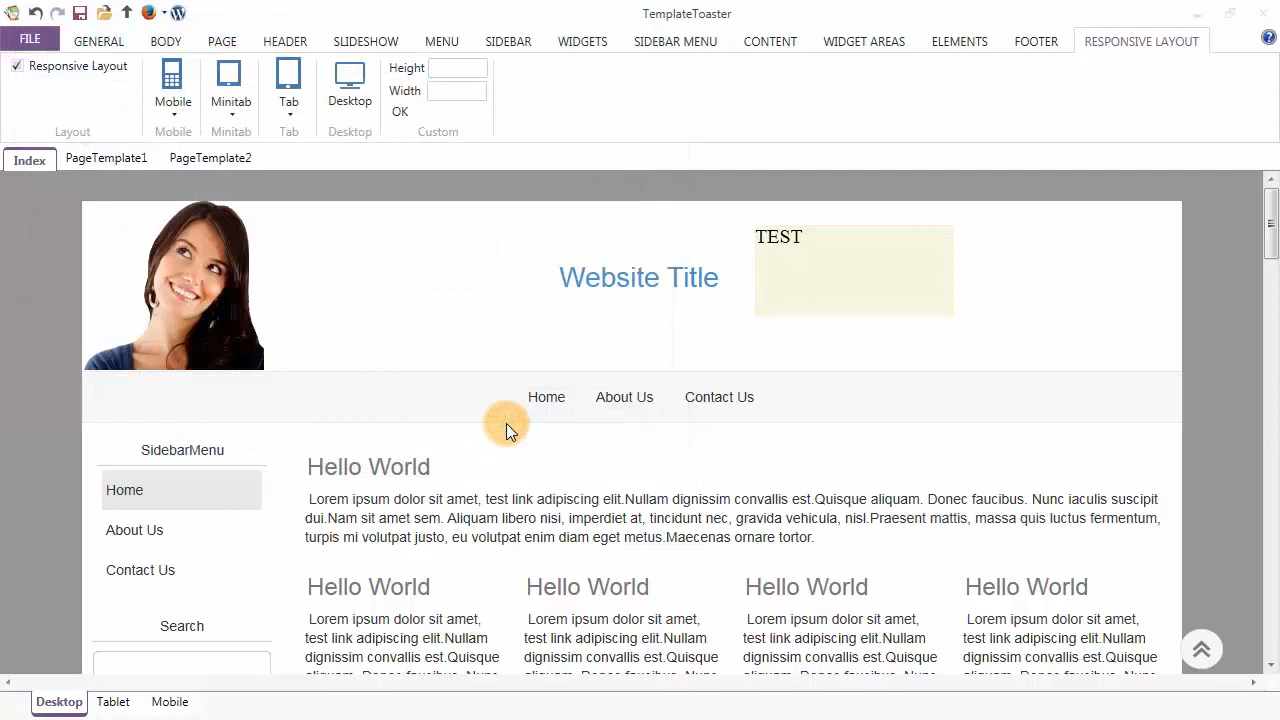 TemplateToaster
FILE GENERAL BODY PAGE HEADER SLIDESHOW MENU SIDEBAR WIDGETS SIDEBAR MENU CONTENT WIDGET AREAS ELEMENTS FOOTER RESPONSIVE LAYOUT
Responsive Layout
Mobile
Minitab
Tab
Desktop
Height
Width
OK
Layout Mobile Minitab Tab Desktop Custom
Index PageTemplate1 PageTemplate2
TEST
Website Title
Home About Us Contact Us
SidebarMenu
Home
About Us
Contact Us
Search
Hello World
Lorem ipsum dolor sit amet, test link adipiscing elit.Nullam dignissim convallis est.Quisque aliquam. Donec faucibus. Nunc iaculis suscipit
dui.Nam sit amet sem. Aliquam libero nisi, imperdiet at, tincidunt nec, gravida vehicula, nisl.Praesent mattis, massa quis luctus fermentum,
turpis mi volutpat justo, eu volutpat enim diam eget metus.Maecenas ornare tortor.
Hello World
Lorem ipsum dolor sit amet,
test link adipiscing elit.Nullam
dignissim convallis est.Quisque
Hello World
Lorem ipsum dolor sit amet,
test link adipiscing elit.Nullam
dignissim convallis est.Quisque
Hello World
Lorem ipsum dolor sit amet,
test link adipiscing elit.Nullam
dignissim convallis est.Quisque
Hello World
Lorem ipsum dolor sit amet,
test link adipiscing elit.Nullam
dignissim convallis est.Quisque
Desktop Tablet Mobile